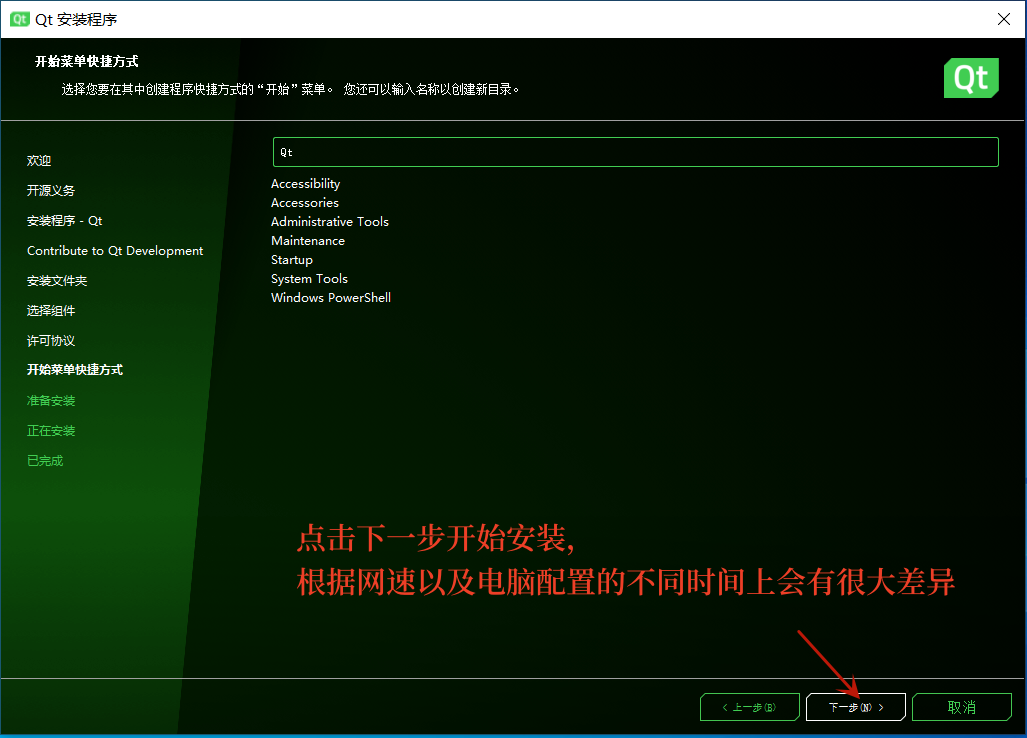 Qt Qt 安装程序
开始菜单快捷方式
选择您要在其中创建程序快捷方式的“开始”菜单。 您还可以输入名称以创建新目录。
Qt
欢迎
开源义务
安装程序 - Qt
Contribute to Qt Development
安装文件夹
选择组件
许可协议
开始菜单快捷方式
准备安装
正在安装
已完成
Qt
Accessibility
Accessories
Administrative Tools
Maintenance
Startup
System Tools
Windows PowerShell
点击下一步开始安装,
根据网速以及电脑配置的不同时间上会有很大差异
< 上一步(B)
下一步(N) >
取消